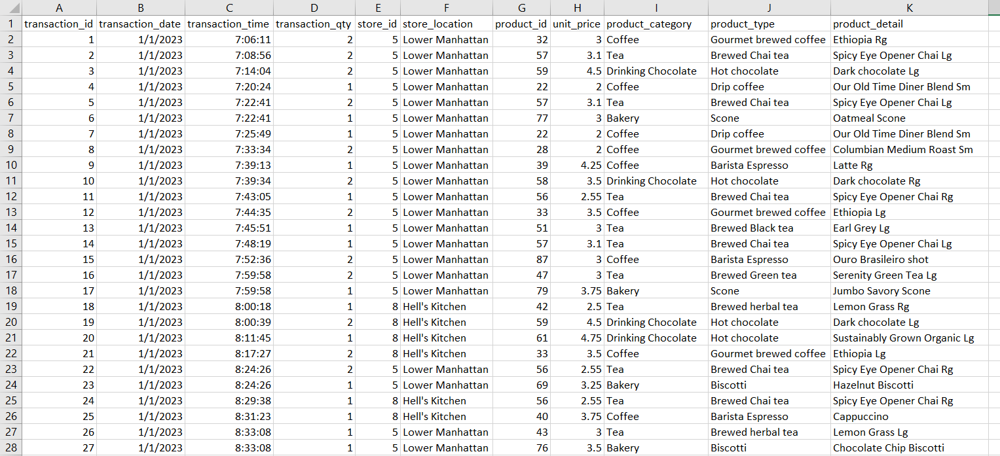 A B C D E F G H I J K
1 transaction_id transaction_date transaction_time transaction_qty store_id store_location product_id unit_price product_category product_type product_detail
2 1 1/1/2023 7:06:11 2 5 Lower Manhattan 32 3 Coffee Gourmet brewed coffee Ethiopia Rg
3 2 1/1/2023 7:08:56 2 5 Lower Manhattan 57 3.1 Tea Brewed Chai tea Spicy Eye Opener Chai Lg
4 3 1/1/2023 7:14:04 2 5 Lower Manhattan 59 4.5 Drinking Chocolate Hot chocolate Dark chocolate Lg
5 4 1/1/2023 7:20:24 1 5 Lower Manhattan 22 2 Coffee Drip coffee Our Old Time Diner Blend Sm
6 5 1/1/2023 7:22:41 2 5 Lower Manhattan 57 3.1 Tea Brewed Chai tea Spicy Eye Opener Chai Lg
7 6 1/1/2023 7:22:41 1 5 Lower Manhattan 77 3 Bakery Scone Oatmeal Scone
8 7 1/1/2023 7:25:49 1 5 Lower Manhattan 22 2 Coffee Drip coffee Our Old Time Diner Blend Sm
9 8 1/1/2023 7:33:34 2 5 Lower Manhattan 28 2 Coffee Gourmet brewed coffee Columbian Medium Roast Sm
10 9 1/1/2023 7:39:13 1 5 Lower Manhattan 39 4.25 Coffee Barista Espresso Latte Rg
11 10 1/1/2023 7:39:34 2 5 Lower Manhattan 58 3.5 Drinking Chocolate Hot chocolate Dark chocolate Rg
12 11 1/1/2023 7:43:05 1 5 Lower Manhattan 56 2.55 Tea Brewed Chai tea Spicy Eye Opener Chai Rg
13 12 1/1/2023 7:44:35 2 5 Lower Manhattan 33 3.5 Coffee Gourmet brewed coffee Ethiopia Lg
14 13 1/1/2023 7:45:51 1 5 Lower Manhattan 51 3 Tea Brewed Black tea Earl Grey Lg
15 14 1/1/2023 7:48:19 1 5 Lower Manhattan 57 3.1 Tea Brewed Chai tea Spicy Eye Opener Chai Lg
16 15 1/1/2023 7:52:36 2 5 Lower Manhattan 87 3 Coffee Barista Espresso Ouro Brasileiro shot
17 16 1/1/2023 7:59:58 2 5 Lower Manhattan 47 3 Tea Brewed Green tea Serenity Green Tea Lg
18 17 1/1/2023 7:59:58 1 5 Lower Manhattan 79 3.75 Bakery Scone Jumbo Savory Scone
19 18 1/1/2023 8:00:18 1 8 Hell's Kitchen 42 2.5 Tea Brewed herbal tea Lemon Grass Rg
20 19 1/1/2023 8:00:39 2 8 Hell's Kitchen 59 4.5 Drinking Chocolate Hot chocolate Dark chocolate Lg
21 20 1/1/2023 8:11:45 1 8 Hell's Kitchen 61 4.75 Drinking Chocolate Hot chocolate Sustainably Grown Organic Lg
22 21 1/1/2023 8:17:27 2 8 Hell's Kitchen 33 3.5 Coffee Gourmet brewed coffee Ethiopia Lg
23 22 1/1/2023 8:24:26 2 5 Lower Manhattan 56 2.55 Tea Brewed Chai tea Spicy Eye Opener Chai Rg
24 23 1/1/2023 8:24:26 1 5 Lower Manhattan 69 3.25 Bakery Biscotti Hazelnut Biscotti
25 24 1/1/2023 8:29:38 1 8 Hell's Kitchen 56 2.55 Tea Brewed Chai tea Spicy Eye Opener Chai Rg
26 25 1/1/2023 8:31:23 1 8 Hell's Kitchen 40 3.75 Coffee Barista Espresso Cappuccino
27 26 1/1/2023 8:33:08 1 5 Lower Manhattan 43 3 Tea Brewed herbal tea Lemon Grass Lg
28 27 1/1/2023 8:33:08 1 5 Lower Manhattan 76 3.5 Bakery Biscotti Chocolate Chip Biscotti